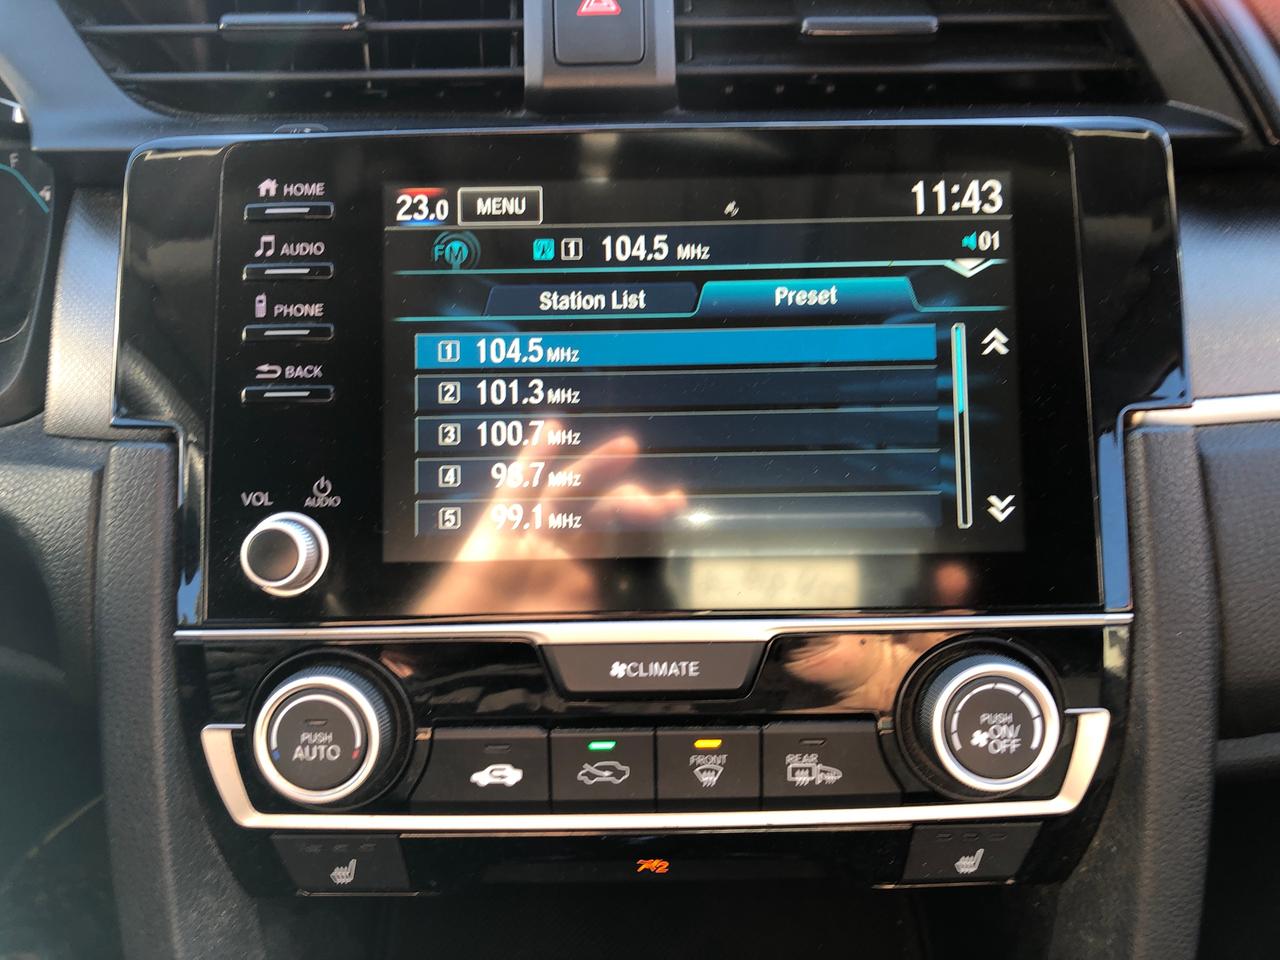 F
HOME
AUDIO
PHONE
BACK
VOL
AUDIO
23.0 MENU 11:43
FM 1 104.5 MHz 01
Station List Preset
1 104.5 MHz
2 101.3 MHz
3 100.7 MHz
4 98.7 MHz
5 99.1 MHz
CLIMATE
PUSH
AUTO
FRONT
REAR
PUSH
ON/
OFF